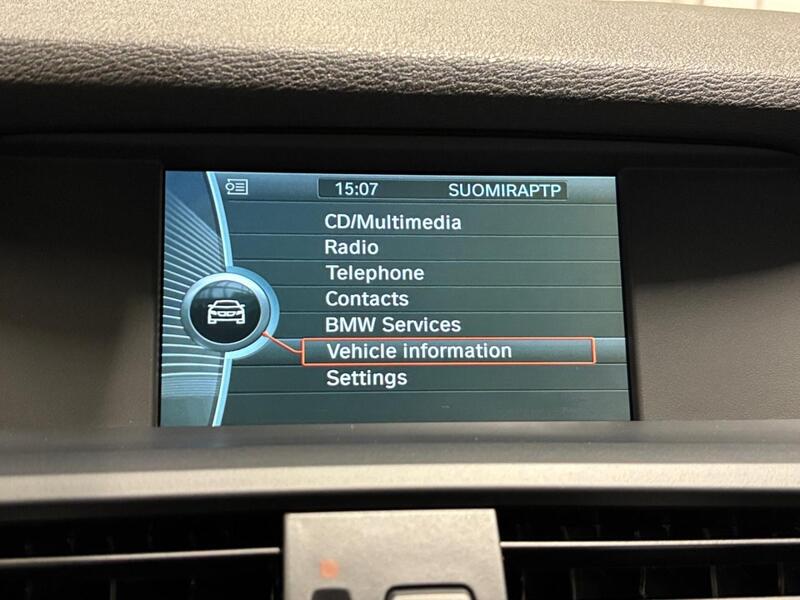 15:07 SUOMIRAPTP
CD/Multimedia
Radio
Telephone
Contacts
BMW Services
Vehicle information
Settings